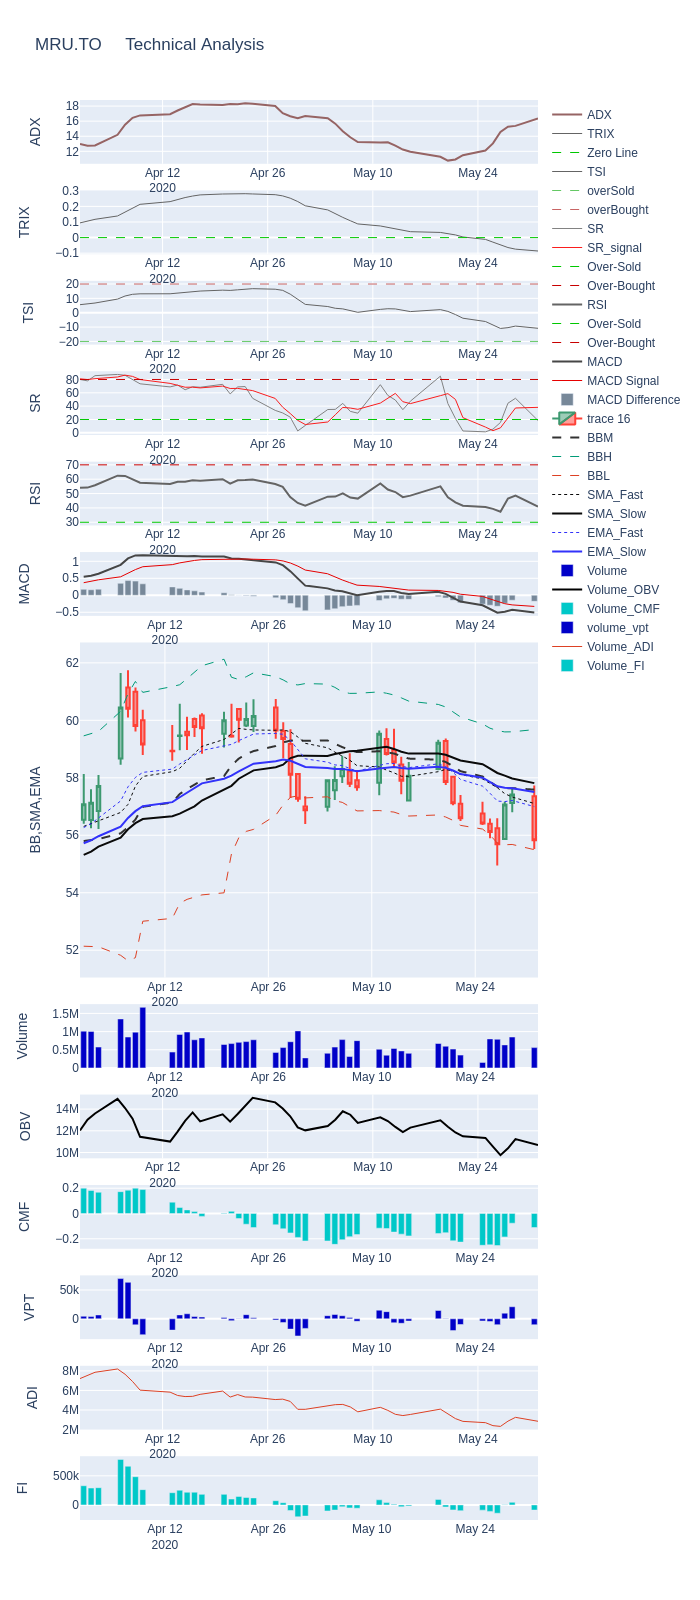 MRU.TO Technical Analysis
ADX
18
16
14
12
Apr 12
2020
Apr 26
May 10
May 24
TRIX
0.3
0.2
0.1
0
−0.1
Apr 12
2020
Apr 26
May 10
May 24
TSI
20
10
0
−10
−20
Apr 12
2020
Apr 26
May 10
May 24
SR
80
60
40
20
0
Apr 12
2020
Apr 26
May 10
May 24
RSI
70
60
50
40
30
Apr 12
2020
Apr 26
May 10
May 24
MACD
1
0.5
0
−0.5
Apr 12
2020
Apr 26
May 10
May 24
BB,SMA,EMA
62
60
58
56
54
52
Apr 12
2020
Apr 26
May 10
May 24
Volume
1.5M
1M
0.5M
0
Apr 12
2020
Apr 26
May 10
May 24
OBV
14M
12M
10M
Apr 12
2020
Apr 26
May 10
May 24
CMF
0.2
0
−0.2
Apr 12
2020
Apr 26
May 10
May 24
VPT
50k
0
Apr 12
2020
Apr 26
May 10
May 24
ADI
8M
6M
4M
2M
Apr 12
2020
Apr 26
May 10
May 24
FI
500k
0
Apr 12
2020
Apr 26
May 10
May 24
ADX
TRIX
Zero Line
TSI
overSold
overBought
SR
SR_signal
Over-Sold
Over-Bought
RSI
Over-Sold
Over-Bought
MACD
MACD Signal
MACD Difference
trace 16
BBM
BBH
BBL
SMA_Fast
SMA_Slow
EMA_Fast
EMA_Slow
Volume
Volume_OBV
Volume_CMF
volume_vpt
Volume_ADI
Volume_FI